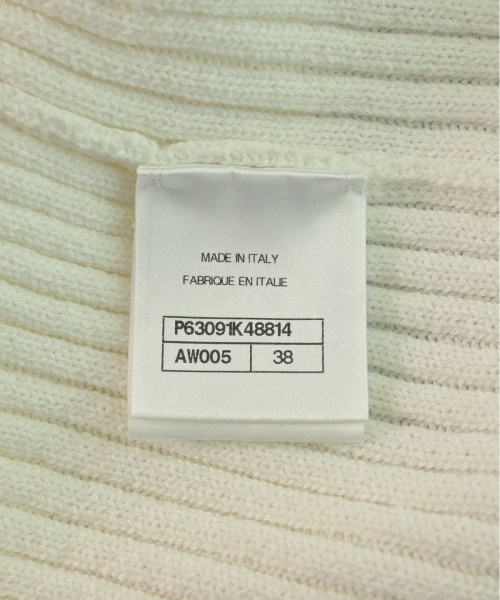 MADE IN ITALY
FABRIQUE EN ITALIE
P63091K48814
AW005 38